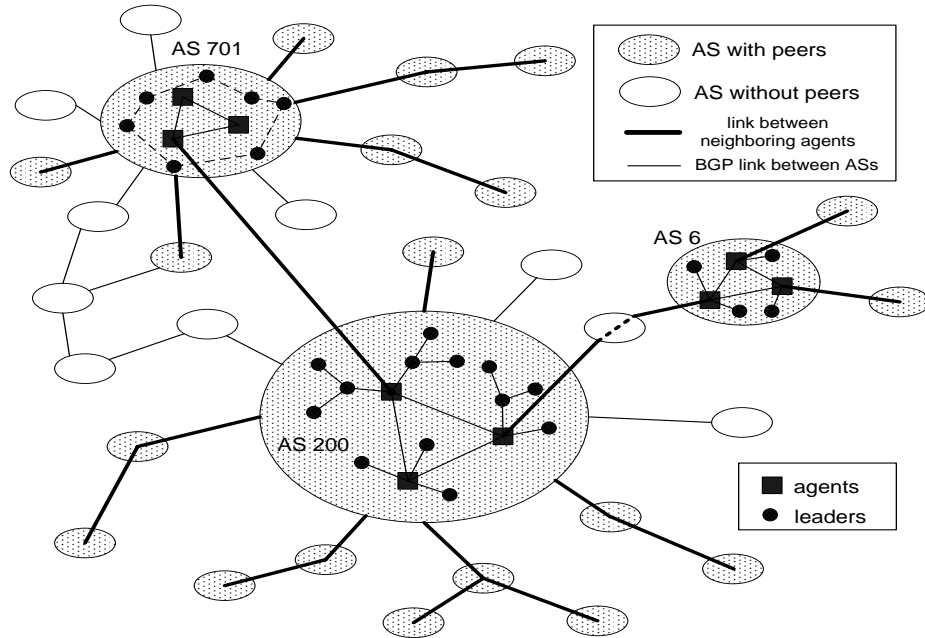 AS 701
AS with peers
AS without peers
link between
neighboring agents
BGP link between ASs
AS 6
AS 200
agents
leaders